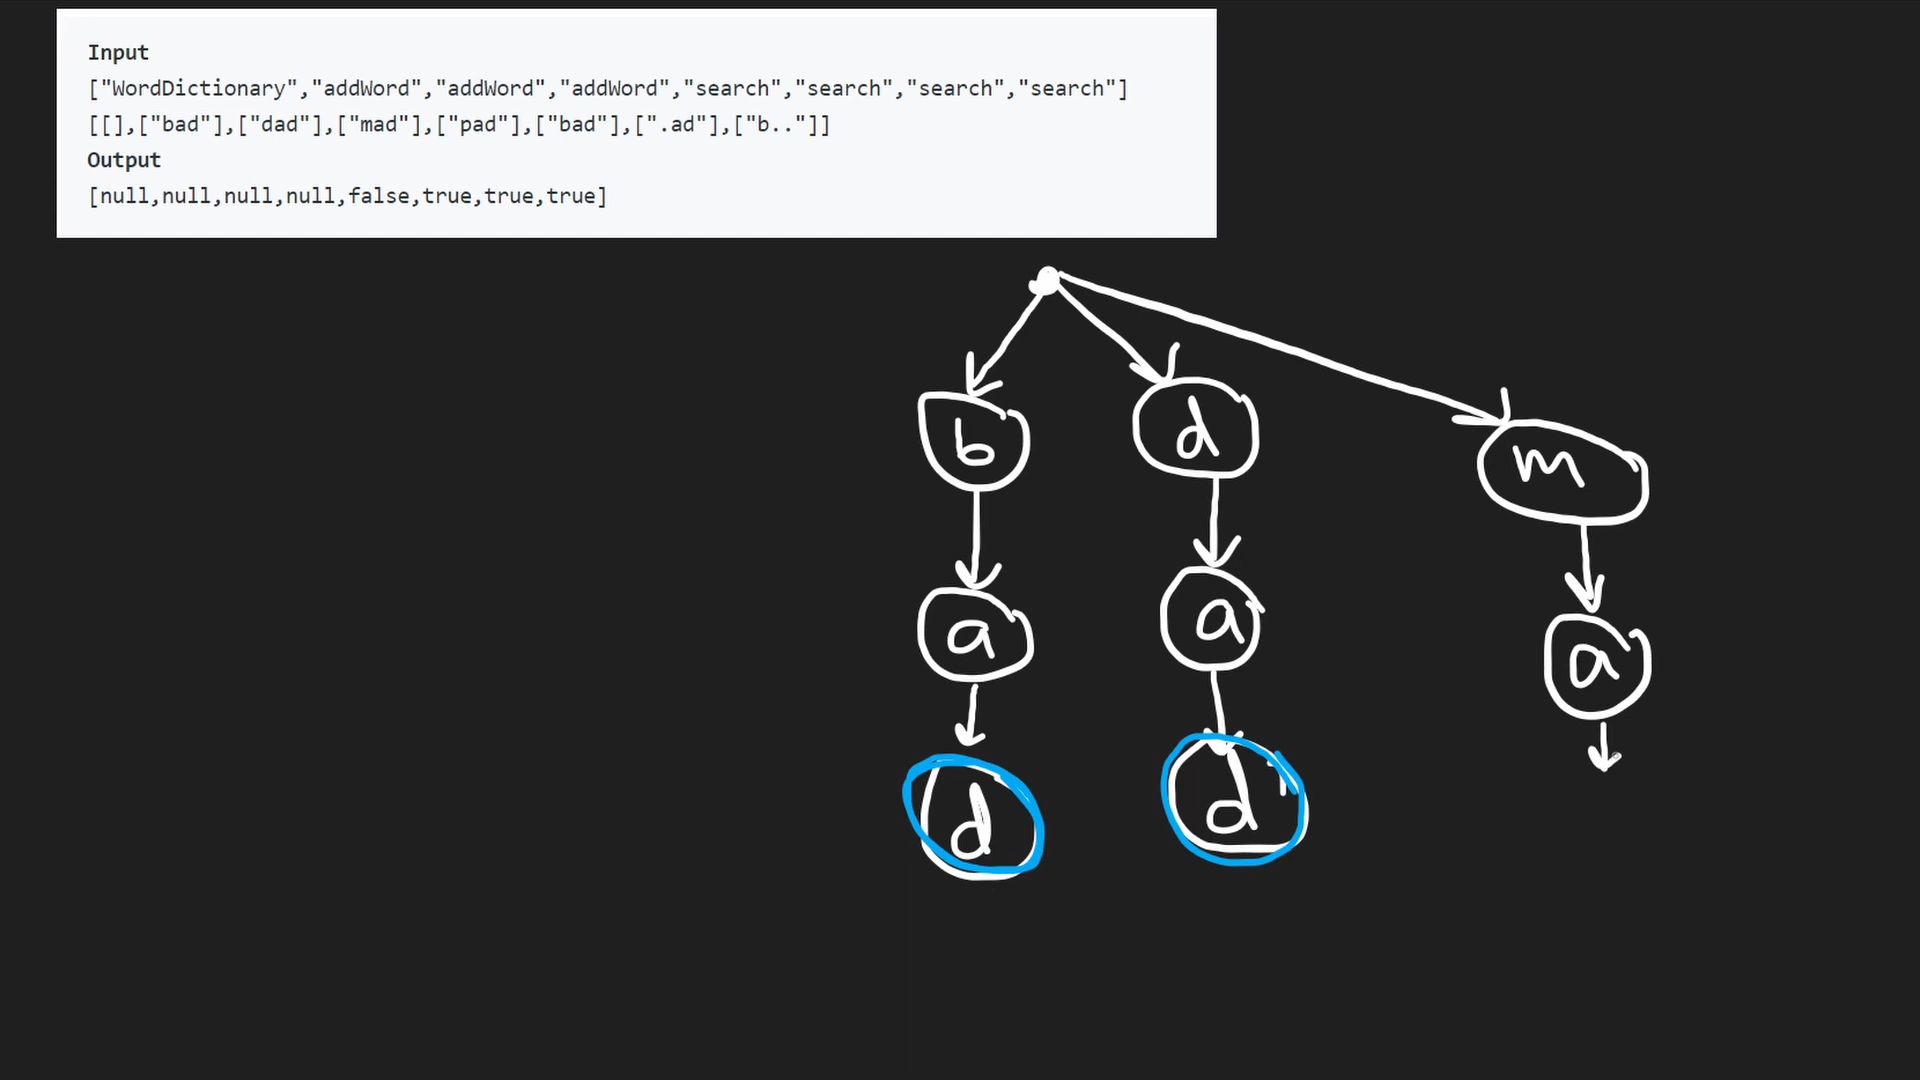 Input
["WordDictionary","addWord","addWord","addWord","search","search","search","search"]
[[],["bad"],["dad"],["mad"],["pad"],["bad"],[".ad"],["b.."]]
Output
[null,null,null,null,false,true,true,true]
b d m
a a a
d d